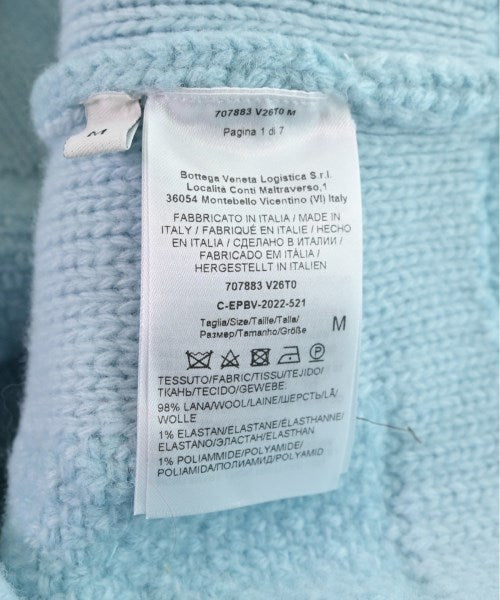 M
707883 V26T0 M
Pagina 1 di 7
Bottega Veneta Logistica S.r.l.
Località Conti Maltraverso,1
36054 Montebello Vicentino (VI) Italy
FABBRICATO IN ITALIA / MADE IN
ITALY / FABRIQUÉ EN ITALIE / HECHO
EN ITALIA / СДЕЛАНО В ИТАЛИИ /
FABRICADO EM ITÁLIA /
HERGESTELLT IN ITALIEN
707883 V26T0
C-EPBV-2022-521
Taglia/Size/Taille/Talla/
Размер/Tamanho/Größe
M
TESSUTO/FABRIC/TISSU/TEJIDO/
ТКАНЬ/TECIDO/GEWEBE
98% LANA/WOOL/LAINE/ШЕРСТЬ/LÃ/
WOLLE
1% ELASTAN/ELASTANE/ÉLASTHANNE/
ELASTANO/ЭЛАСТАН/ELASTHAN
1% POLIAMMIDE/POLYAMIDE/
POLIAMIDA/ПОЛИАМИД/POLYAMID